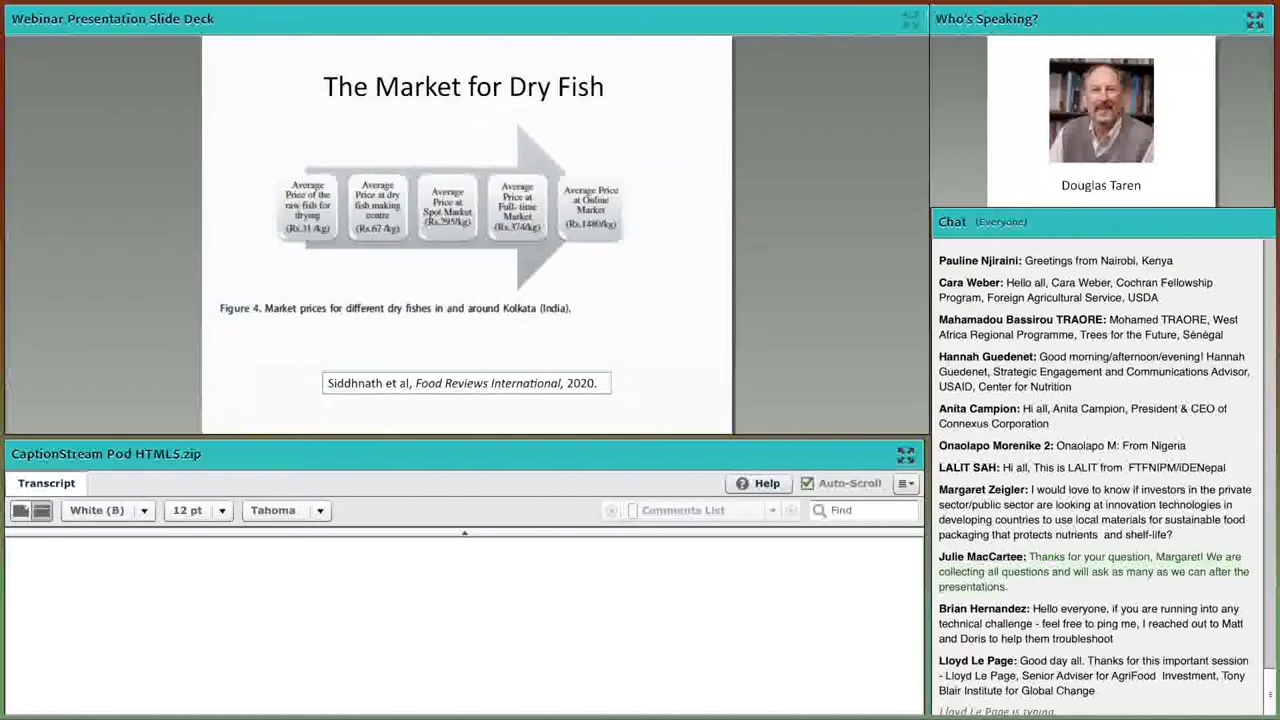 Webinar Presentation Slide Deck
The Market for Dry Fish
Average
Price of the
raw fish for
drying
(Rs.31 /kg)
Average
Price at dry
fish making
centre
(Rs.67 /kg)
Average
Price at
Spot Market
(Rs.295/kg)
Average
Price at
Full- time
Market
(Rs.374/kg)
Average Price
at Online
Market
(Rs.1480/kg)
Figure 4. Market prices for different dry fishes in and around Kolkata (India).
Siddhnath et al, Food Reviews International, 2020.
CaptionStream Pod HTML5.zip
Transcript
Help
Auto-Scroll
White (B)
12 pt
Tahoma
Comments List
Find
Who's Speaking?
Douglas Taren
Chat (Everyone)
Pauline Njiraini: Greetings from Nairobi, Kenya
Cara Weber: Hello all, Cara Weber, Cochran Fellowship
Program, Foreign Agricultural Service, USDA
Mahamadou Bassirou TRAORE: Mohamed TRAORE, West
Africa Regional Programme, Trees for the Future, Sénégal
Hannah Guedenet: Good morning/afternoon/evening! Hannah
Guedenet, Strategic Engagement and Communications Advisor,
USAID, Center for Nutrition
Anita Campion: Hi all, Anita Campion, President & CEO of
Connexus Corporation
Onaolapo Morenike 2: Onaolapo M: From Nigeria
LALIT SAH: Hi all, This is LALIT from FTFNIPM/iDENepal
Margaret Zeigler: I would love to know if investors in the private
sector/public sector are looking at innovation technologies in
developing countries to use local materials for sustainable food
packaging that protects nutrients and shelf-life?
Julie MacCartee: Thanks for your question, Margaret! We are
collecting all questions and will ask as many as we can after the
presentations.
Brian Hernandez: Hello everyone, if you are running into any
technical challenge - feel free to ping me, I reached out to Matt
and Doris to help them troubleshoot
Lloyd Le Page: Good day all. Thanks for this important session
- Lloyd Le Page, Senior Adviser for AgriFood Investment, Tony
Blair Institute for Global Change
Lloyd Le Page is typing.